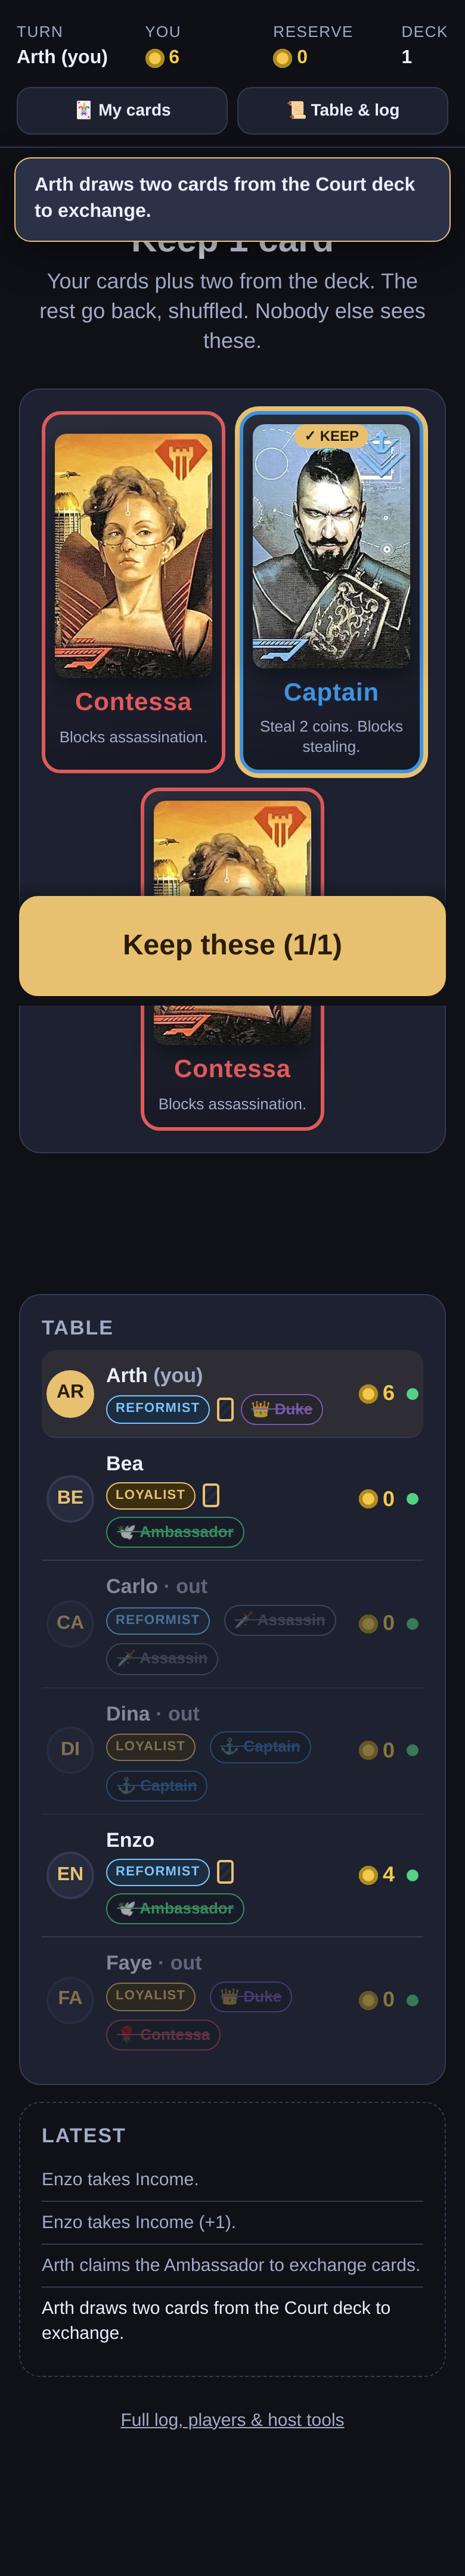 TURN
YOU
RESERVE
DECK
Arth (you)
6
0
1
My cards
Table & log
Arth draws two cards from the Court deck
to exchange.
Keep 1 card
Your cards plus two from the deck. The
rest go back, shuffled. Nobody else sees
these.
✓ KEEP
Contessa
Blocks assassination.
Captain
Steal 2 coins. Blocks
stealing.
Keep these (1/1)
Contessa
Blocks assassination.
TABLE
AR
Arth (you)
REFORMIST
Duke
6
BE
Bea
LOYALIST
Ambassador
0
CA
Carlo · out
REFORMIST
Assassin
Assassin
0
DI
Dina · out
LOYALIST
Captain
Captain
0
EN
Enzo
REFORMIST
Ambassador
4
FA
Faye · out
LOYALIST
Duke
Contessa
0
LATEST
Enzo takes Income.
Enzo takes Income (+1).
Arth claims the Ambassador to exchange cards.
Arth draws two cards from the Court deck to
exchange.
Full log, players & host tools